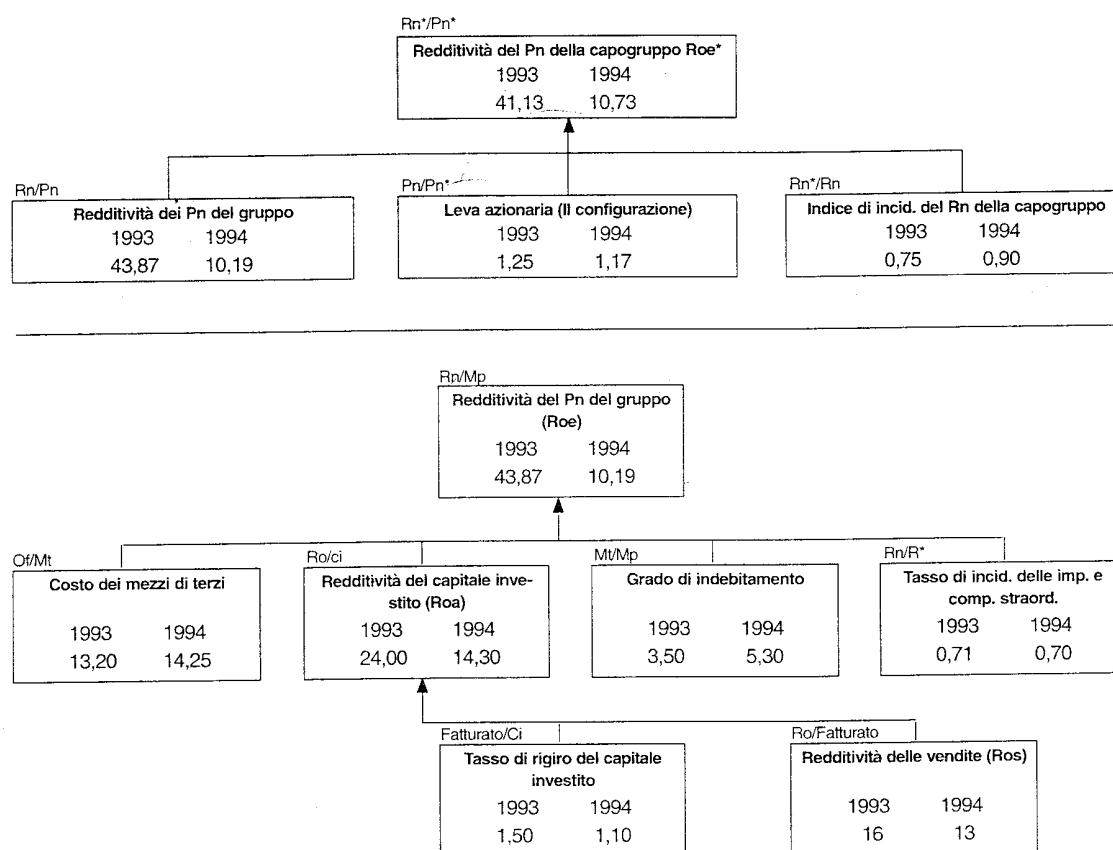 Rn*/Pn*
Redditività del Pn della capogruppo Roe*
1993 1994
41,13 10,73
Rn/Pn
Redditività dei Pn del gruppo
1993 1994
43,87 10,19
Pn/Pn*
Leva azionaria (II configurazione)
1993 1994
1,25 1,17
Rn*/Rn
Indice di incid. del Rn della capogruppo
1993 1994
0,75 0,90
Rn/Mp
Redditività del Pn del gruppo
(Roe)
1993 1994
43,87 10,19
Of/Mt
Costo dei mezzi di terzi
1993 1994
13,20 14,25
Ro/ci
Redditività del capitale inve-
stito (Roa)
1993 1994
24,00 14,30
Mt/Mp
Grado di indebitamento
1993 1994
3,50 5,30
Rn/R*
Tasso di incid. delle imp. e
comp. straord.
1993 1994
0,71 0,70
Fatturato/Ci
Tasso di rigiro del capitale
investito
1993 1994
1,50 1,10
Ro/Fatturato
Redditività delle vendite (Ros)
1993 1994
16 13